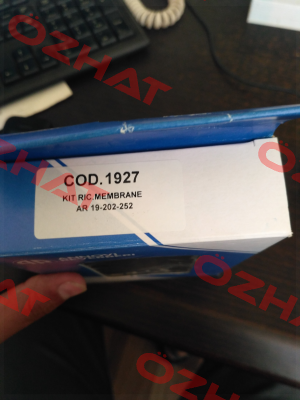 OZHAT
COD.1927
KIT RIC.MEMBRANE
AR 19-202-252
OZHAT
OZHAT
OZHAT